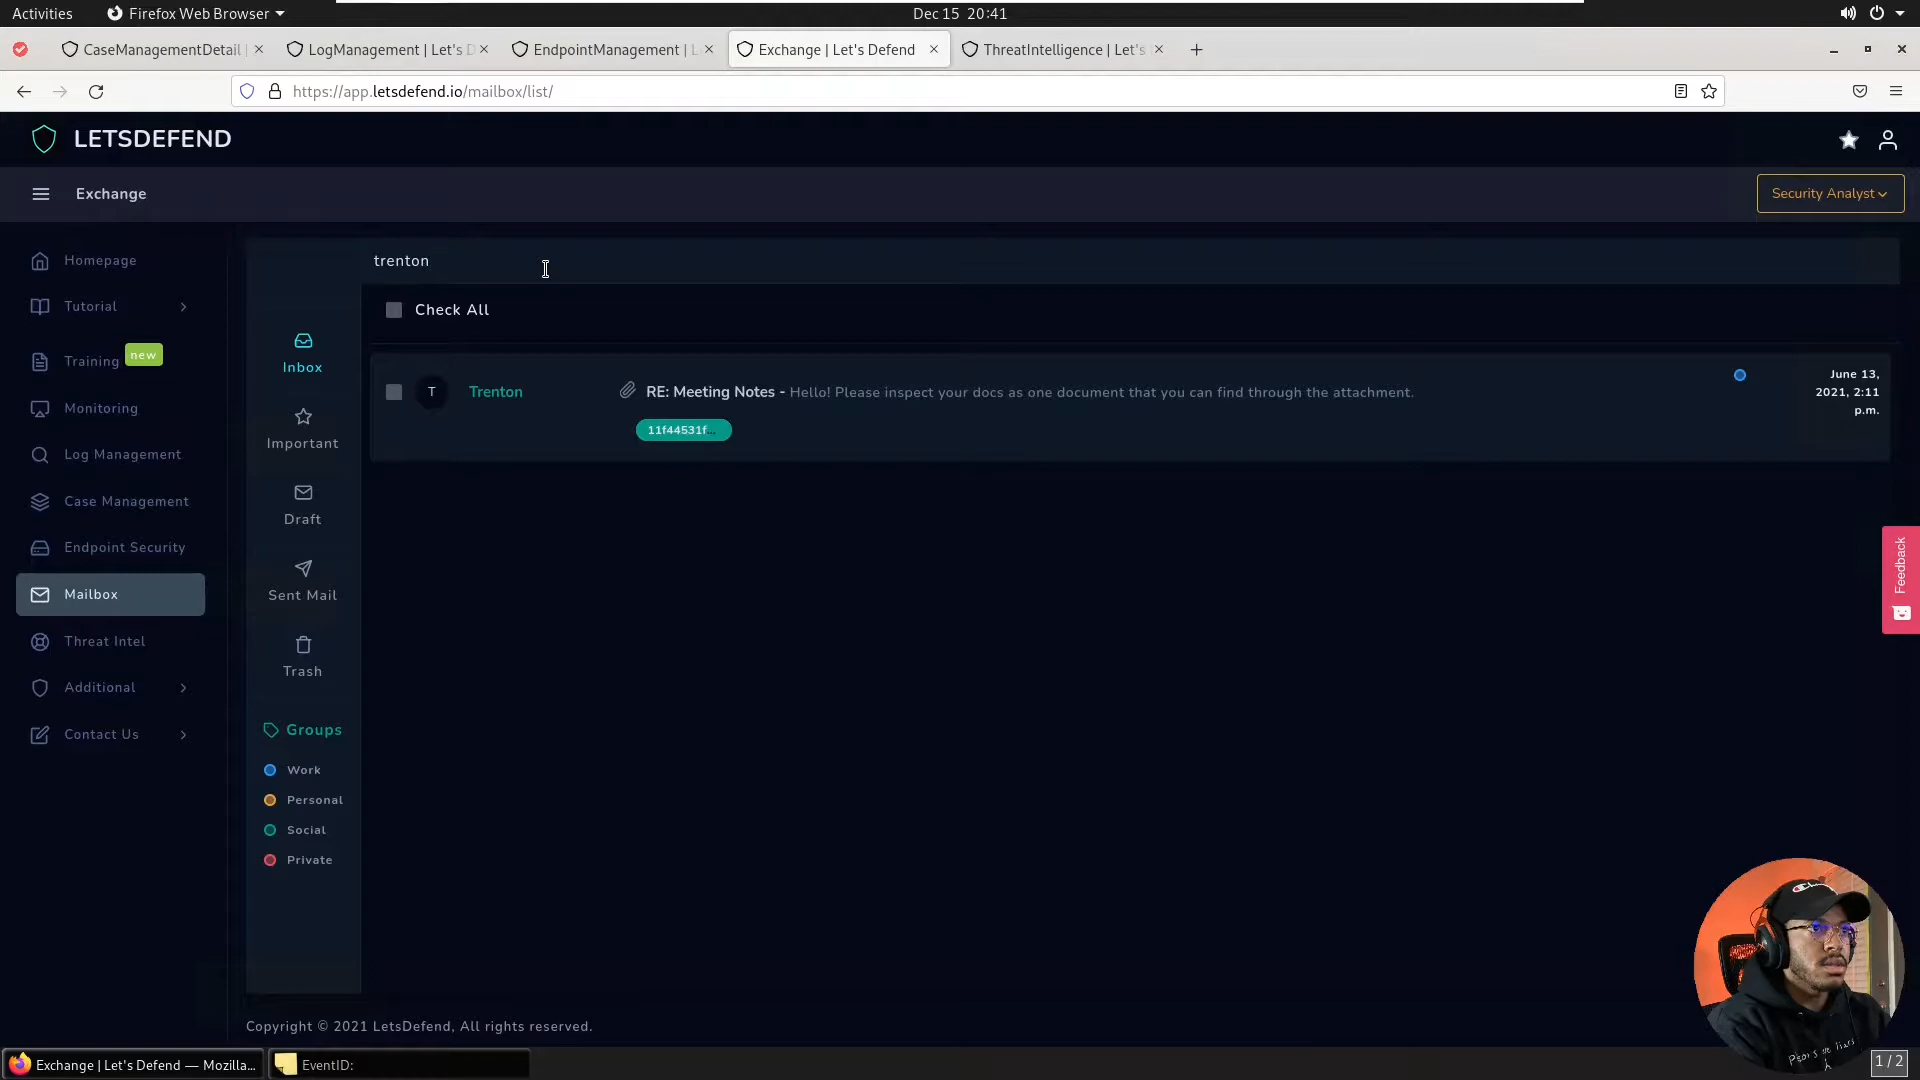 Activities
Firefox Web Browser
Dec 15 20:41
CaseManagementDetail
LogManagement | Let's D
EndpointManagement | L
Exchange | Let's Defend
ThreatIntelligence | Let's
https://app.letsdefend.io/mailbox/list/
LETSDEFEND
Exchange
Security Analyst
Homepage
Tutorial
Training new
Monitoring
Log Management
Case Management
Endpoint Security
Mailbox
Threat Intel
Additional
Contact Us
Inbox
Important
Draft
Sent Mail
Trash
Groups
Work
Personal
Social
Private
trenton
Check All
T
Trenton
RE: Meeting Notes - Hello! Please inspect your docs as one document that you can find through the attachment.
11f44531f...
June 13,
2021, 2:11
p.m.
Feedback
Copyright © 2021 LetsDefend, All rights reserved.
Exchange | Let's Defend — Mozilla...
EventID:
1 / 2